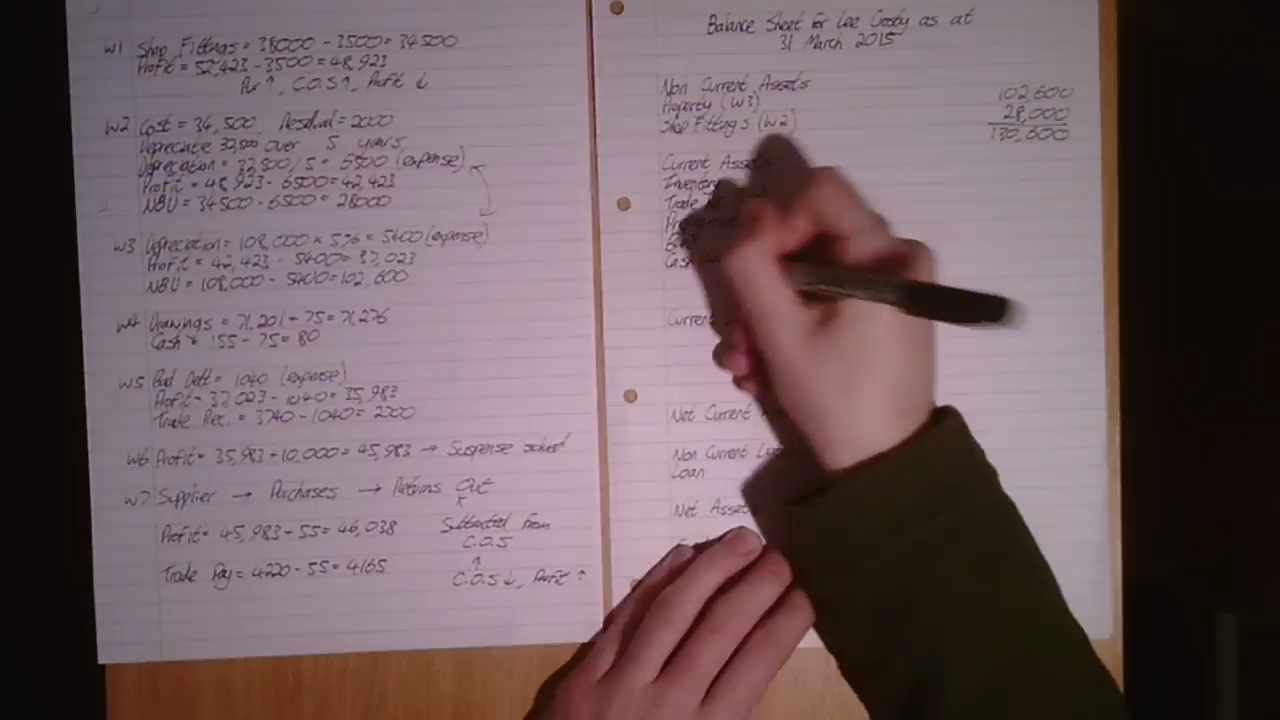 W1 Shop Fittings = 38000 - 3500 = 34500
Profit = 52,423 - 3500 = 48,923
Pur ↑, C.O.S ↑, Profit ↓
W2 Cost = 34,500, Residual = 2000
Depreciate 32,500 over 5 years
Depreciation = 32,500 / 5 = 6500 (expense)
Profit = 48,923 - 6500 = 42,423
NBV = 34500 - 6500 = 28000
W3 Depreciation = 108,000 x 5% = 5400 (expense)
Profit = 42,423 - 5400 = 37,023
NBV = 108,000 - 5400 = 102,600
W4 Drawings = 71,201 + 75 = 71,276
Cash = 155 - 75 = 80
W5 Bad Debt = 1040 (expense)
Profit = 37,023 - 1040 = 35,983
Trade Rec. = 3740 - 1040 = 2700
W6 Profit = 35,983 + 10,000 = 45,983 → Suspense solved
W7 Supplier → Purchases → Returns Out
Profit = 45,983 + 55 = 46,038 Subtracted from
C.O.S
Trade Pay = 4220 - 55 = 4165 C.O.S ↓, Profit ↑
Balance Sheet for Lee Crosby as at
31 March 2015
Non Current Assets
Property (W3) 102,600
Shop Fittings (W2) 28,000
130,600
Current Assets
Inventory
Trade
Current
Net Current
Non Current
Loan
Net Assets